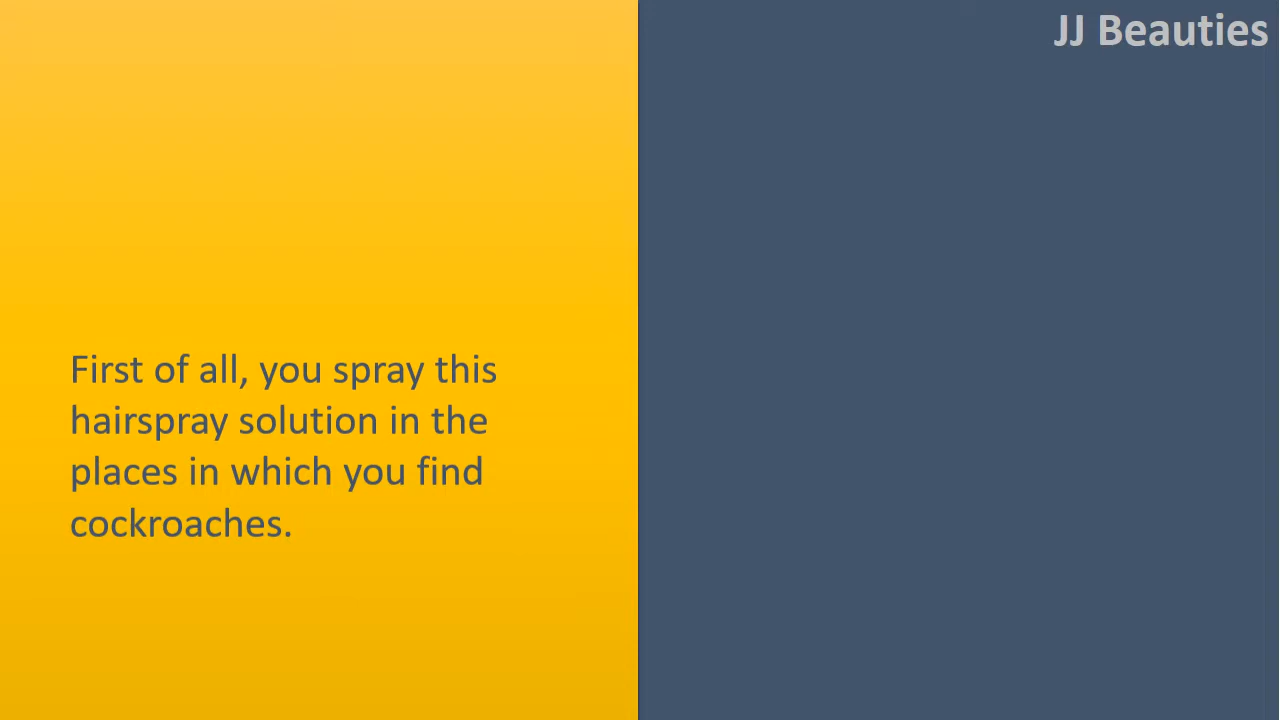 JJ Beauties
First of all, you spray this
hairspray solution in the
places in which you find
cockroaches.